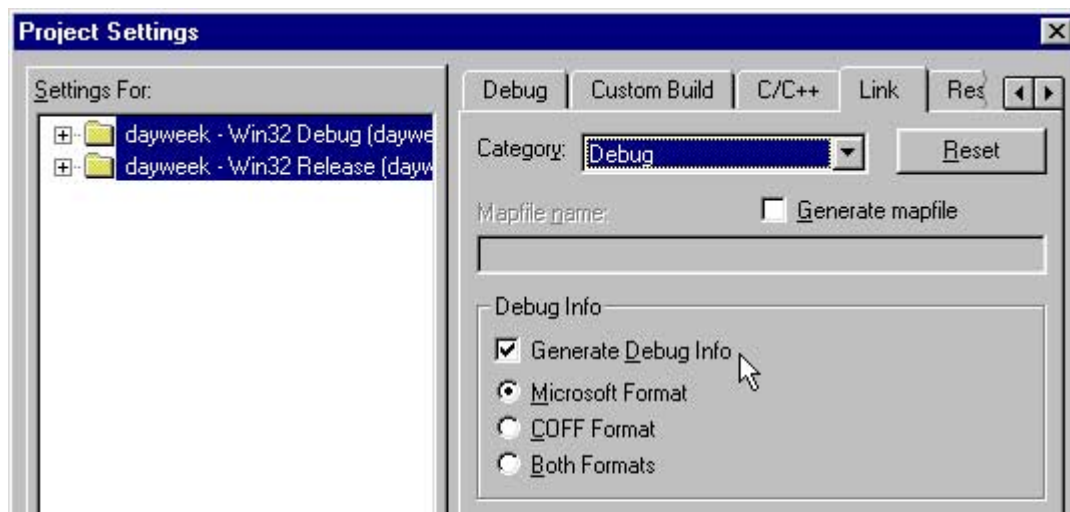 Project Settings
Settings For:
dayweek - Win32 Debug (daywe
dayweek - Win32 Release (dayw
Debug
Custom Build
C/C++
Link
Res
Category:
Debug
Reset
Mapfile name:
Generate mapfile
Debug Info
Generate Debug Info
Microsoft Format
COFF Format
Both Formats